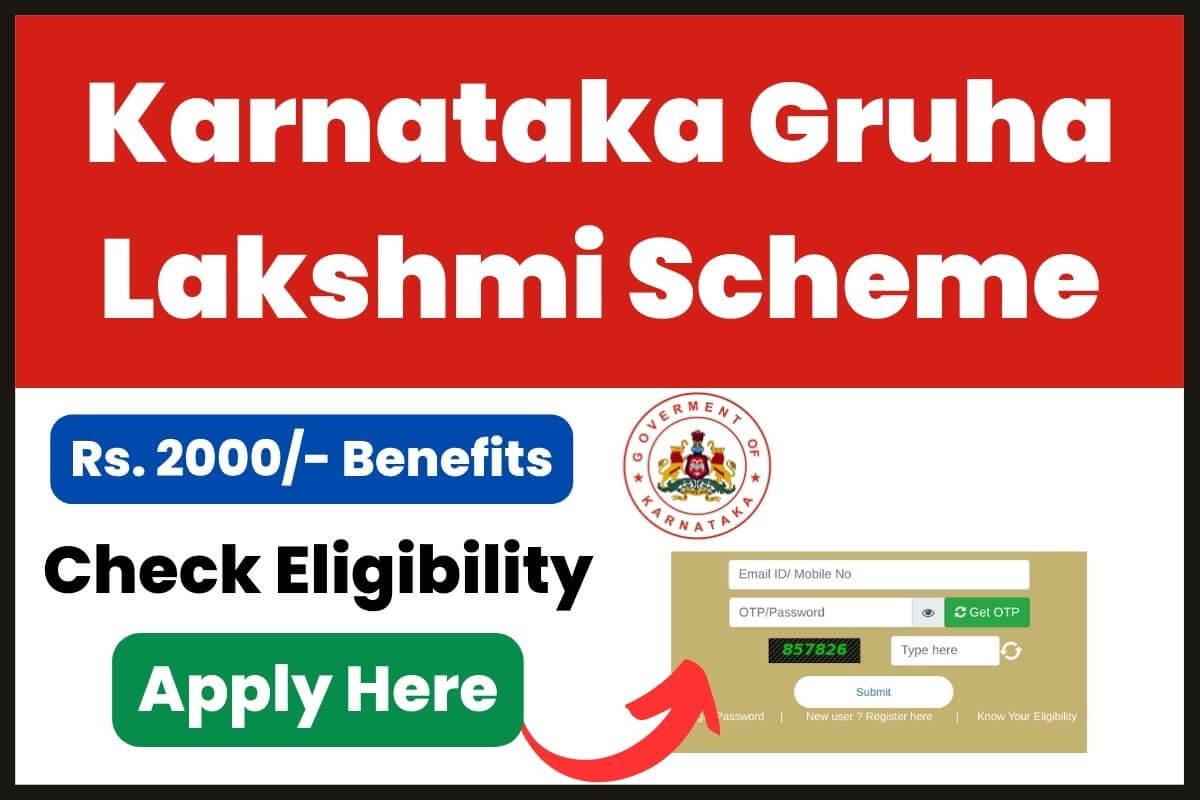 Karnataka Gruha
Lakshmi Scheme
Rs. 2000/- Benefits
GOVERMENT OF
KARNATAKA
Check Eligibility
Apply Here
Email ID/ Mobile No
OTP/Password
Get OTP
857826
Type here
Submit
Password | New user ? Register here | Know Your Eligibility